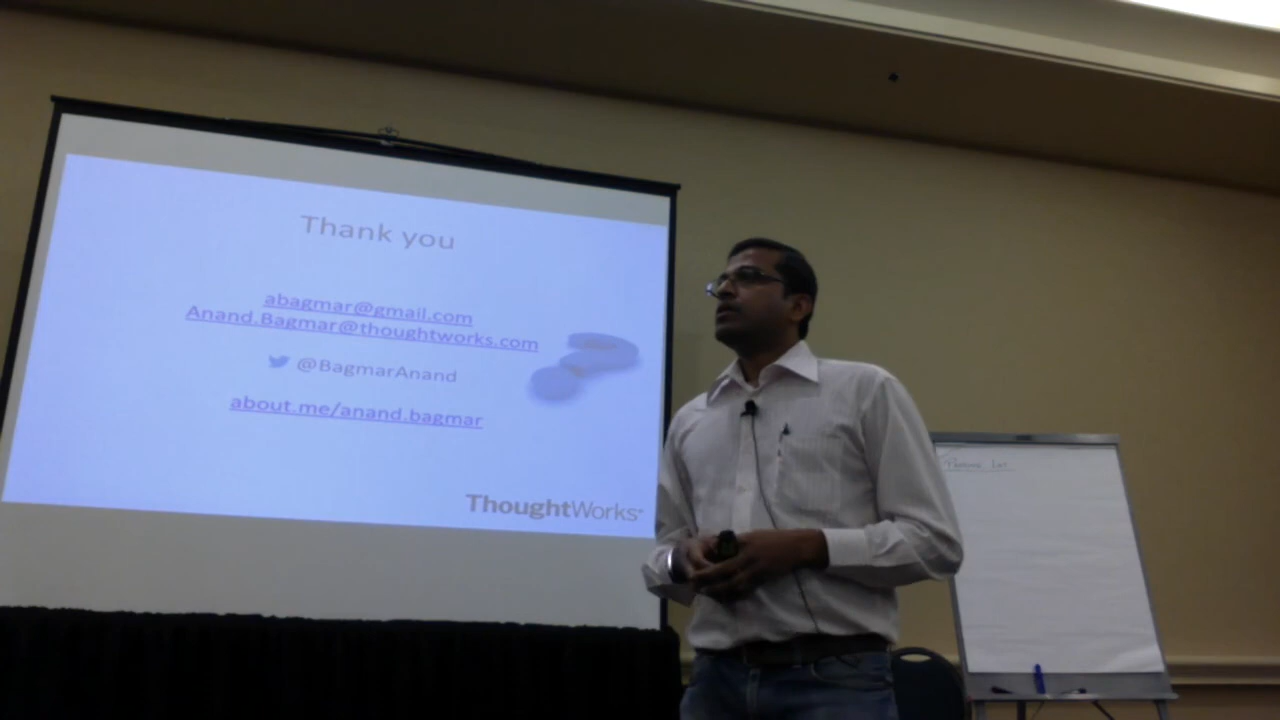 Thank you
abagmar@gmail.com
Anand.Bagmar@thoughtworks.com
@BagmarAnand
about.me/anand.bagmar
ThoughtWorks